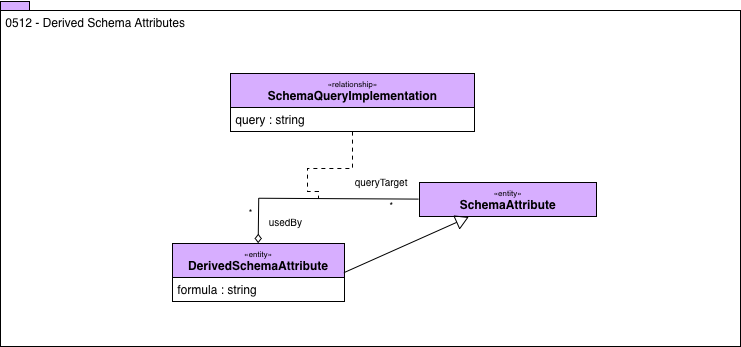 0512 - Derived Schema Attributes
«relationship»
SchemaQueryImplementation
query : string
queryTarget
«entity»
SchemaAttribute
*
*
usedBy
«entity»
DerivedSchemaAttribute
formula : string